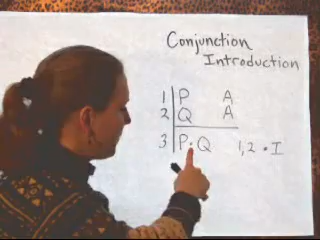 Conjunction
Introduction
1 P A
2 Q A
3 P • Q 1,2 • I